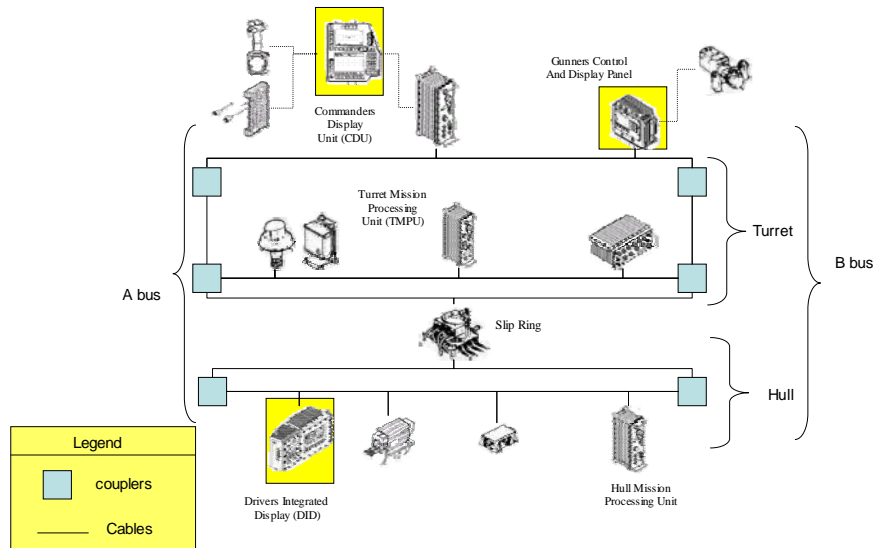 Gunners Control
And Display Panel
Commanders
Display
Unit (CDU)
Turret Mission
Processing
Unit (TMPU)
Turret
B bus
A bus
Slip Ring
Hull
Legend
couplers
Cables
Drivers Integrated
Display (DID)
Hull Mission
Processing Unit